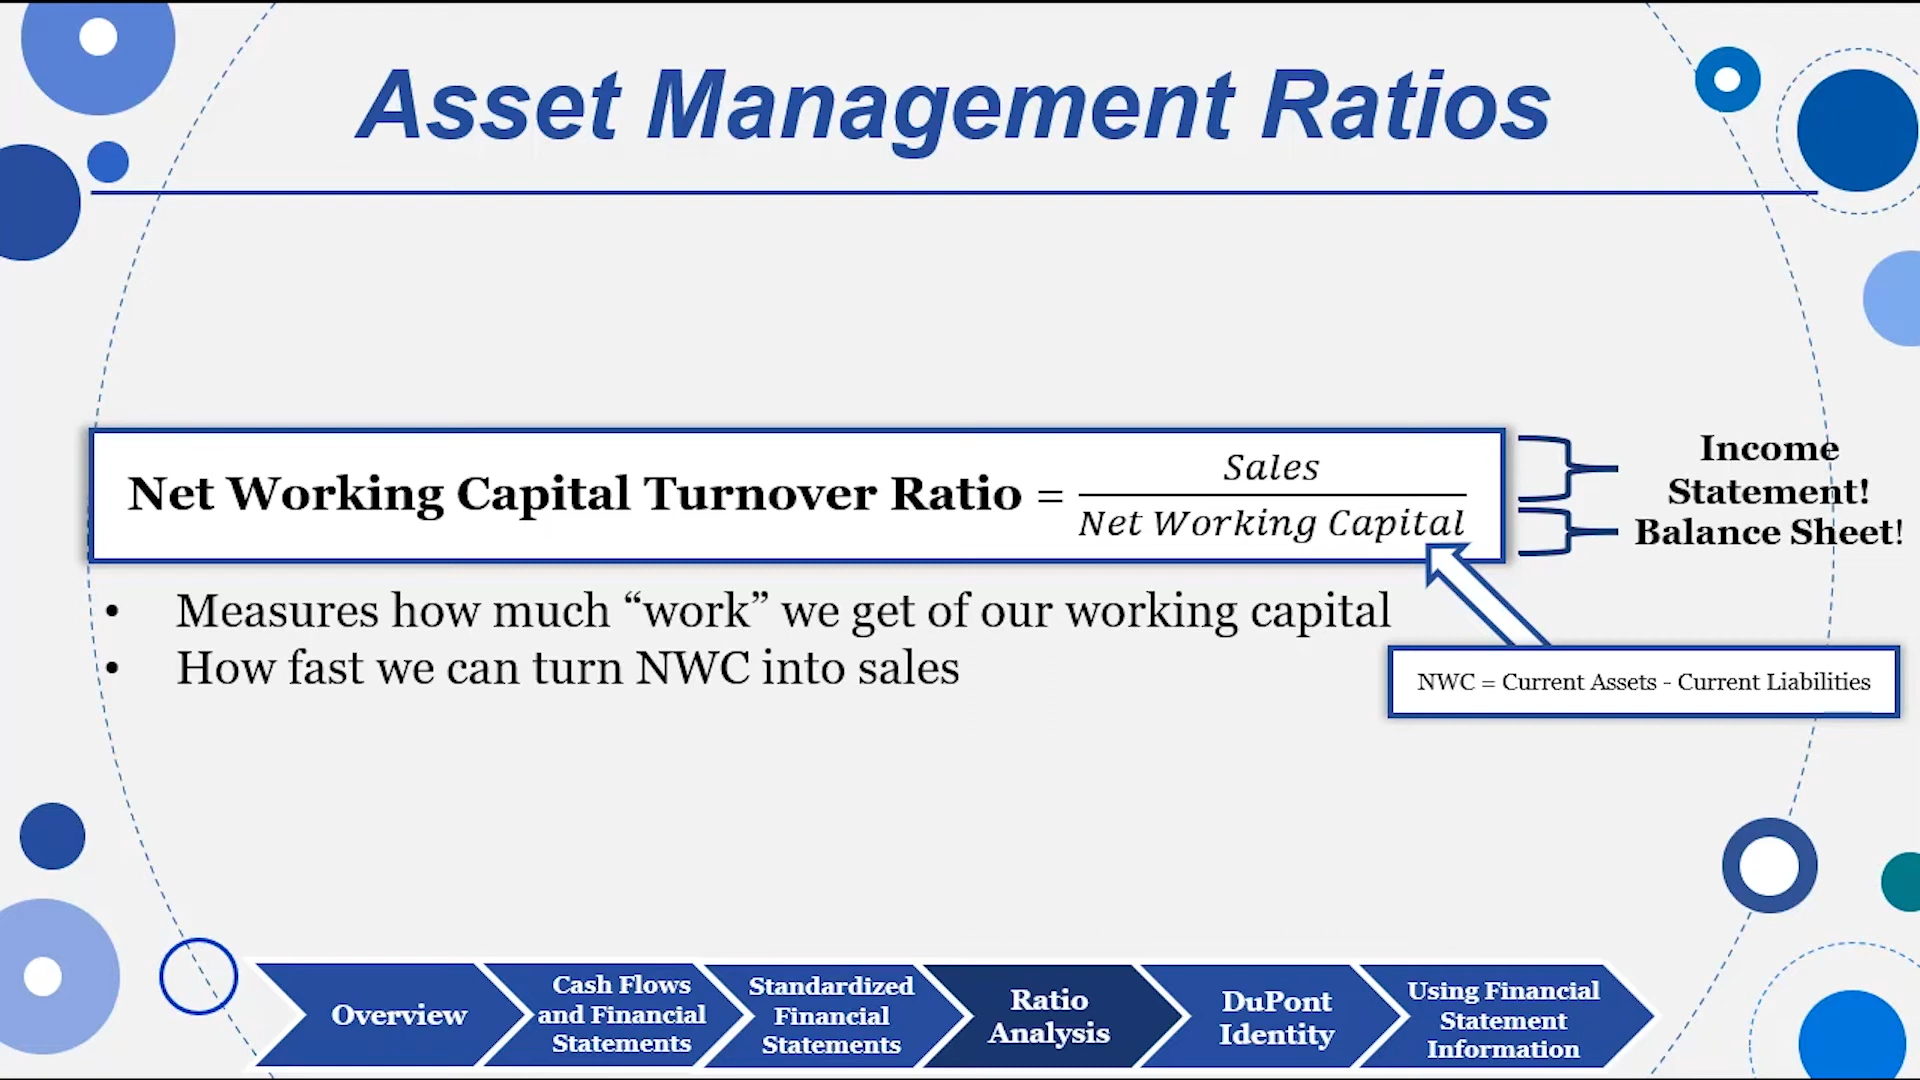 Asset Management Ratios
Net Working Capital Turnover Ratio = Sales / Net Working Capital
Income
Statement!
Balance Sheet!
• Measures how much “work” we get of our working capital
• How fast we can turn NWC into sales
NWC = Current Assets - Current Liabilities
Overview
Cash Flows
and Financial
Statements
Standardized
Financial
Statements
Ratio
Analysis
DuPont
Identity
Using Financial
Statement
Information